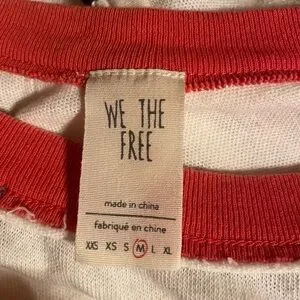 WE THE
FREE
made in china
fabriqué en chine
XXS XS S M L XL